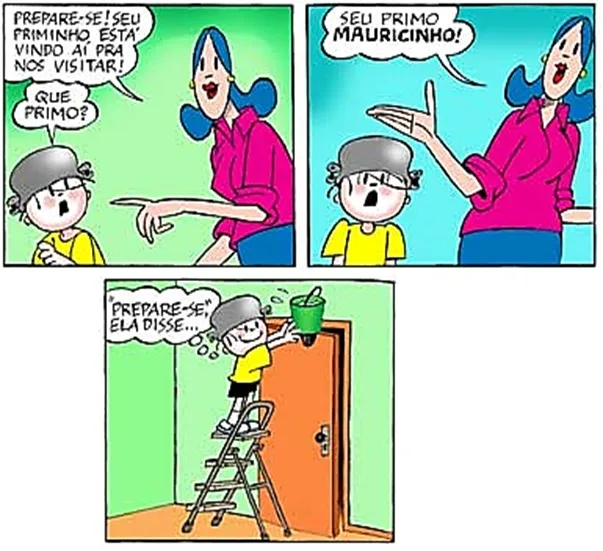 PREPARE-SE! SEU
PRIMINHO ESTÁ
VINDO AÍ PRA
NOS VISITAR!
QUE
PRIMO?
SEU PRIMO
MAURICINHO!
"PREPARE-SE,"
ELA DISSE...